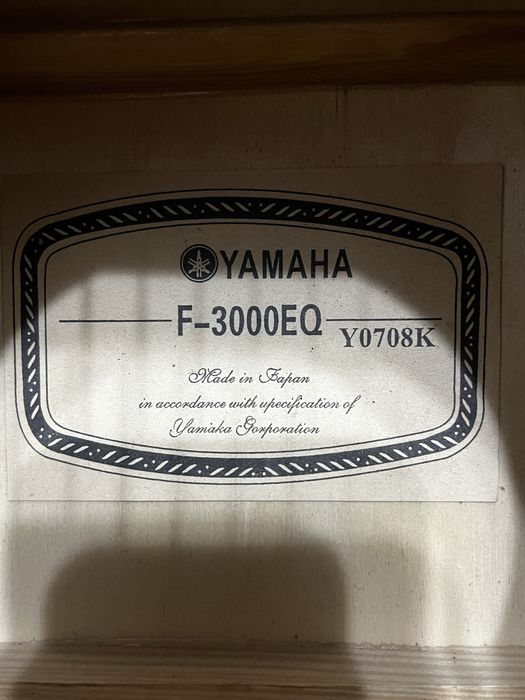 YAMAHA
F-3000EQ
Y0708K
Made in Fapan
in accordance with upecification of
Yamaka Gorporation